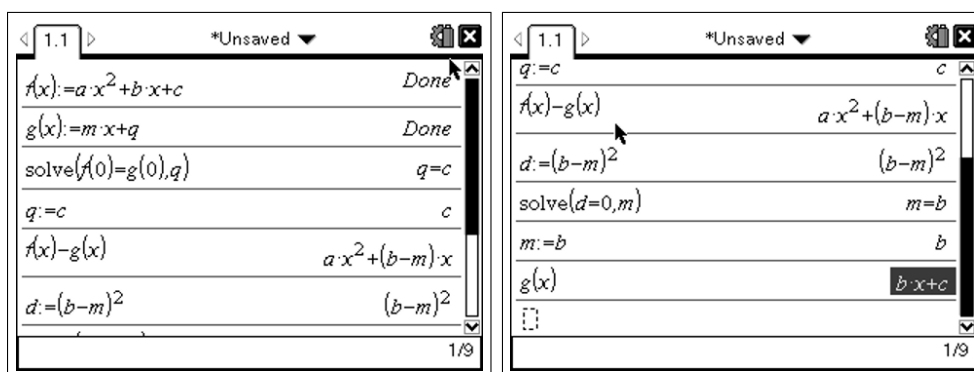 1.1 *Unsaved
f(x):=a·x²+b·x+c Done
g(x):=m·x+q Done
solve(f(0)=g(0),q) q=c
q:=c c
f(x)-g(x) a·x²+(b-m)·x
d:=(b-m)² (b-m)²
1/9
1.1 *Unsaved
q:=c c
f(x)-g(x) a·x²+(b-m)·x
d:=(b-m)² (b-m)²
solve(d=0,m) m=b
m:=b b
g(x) b·x+c
1/9